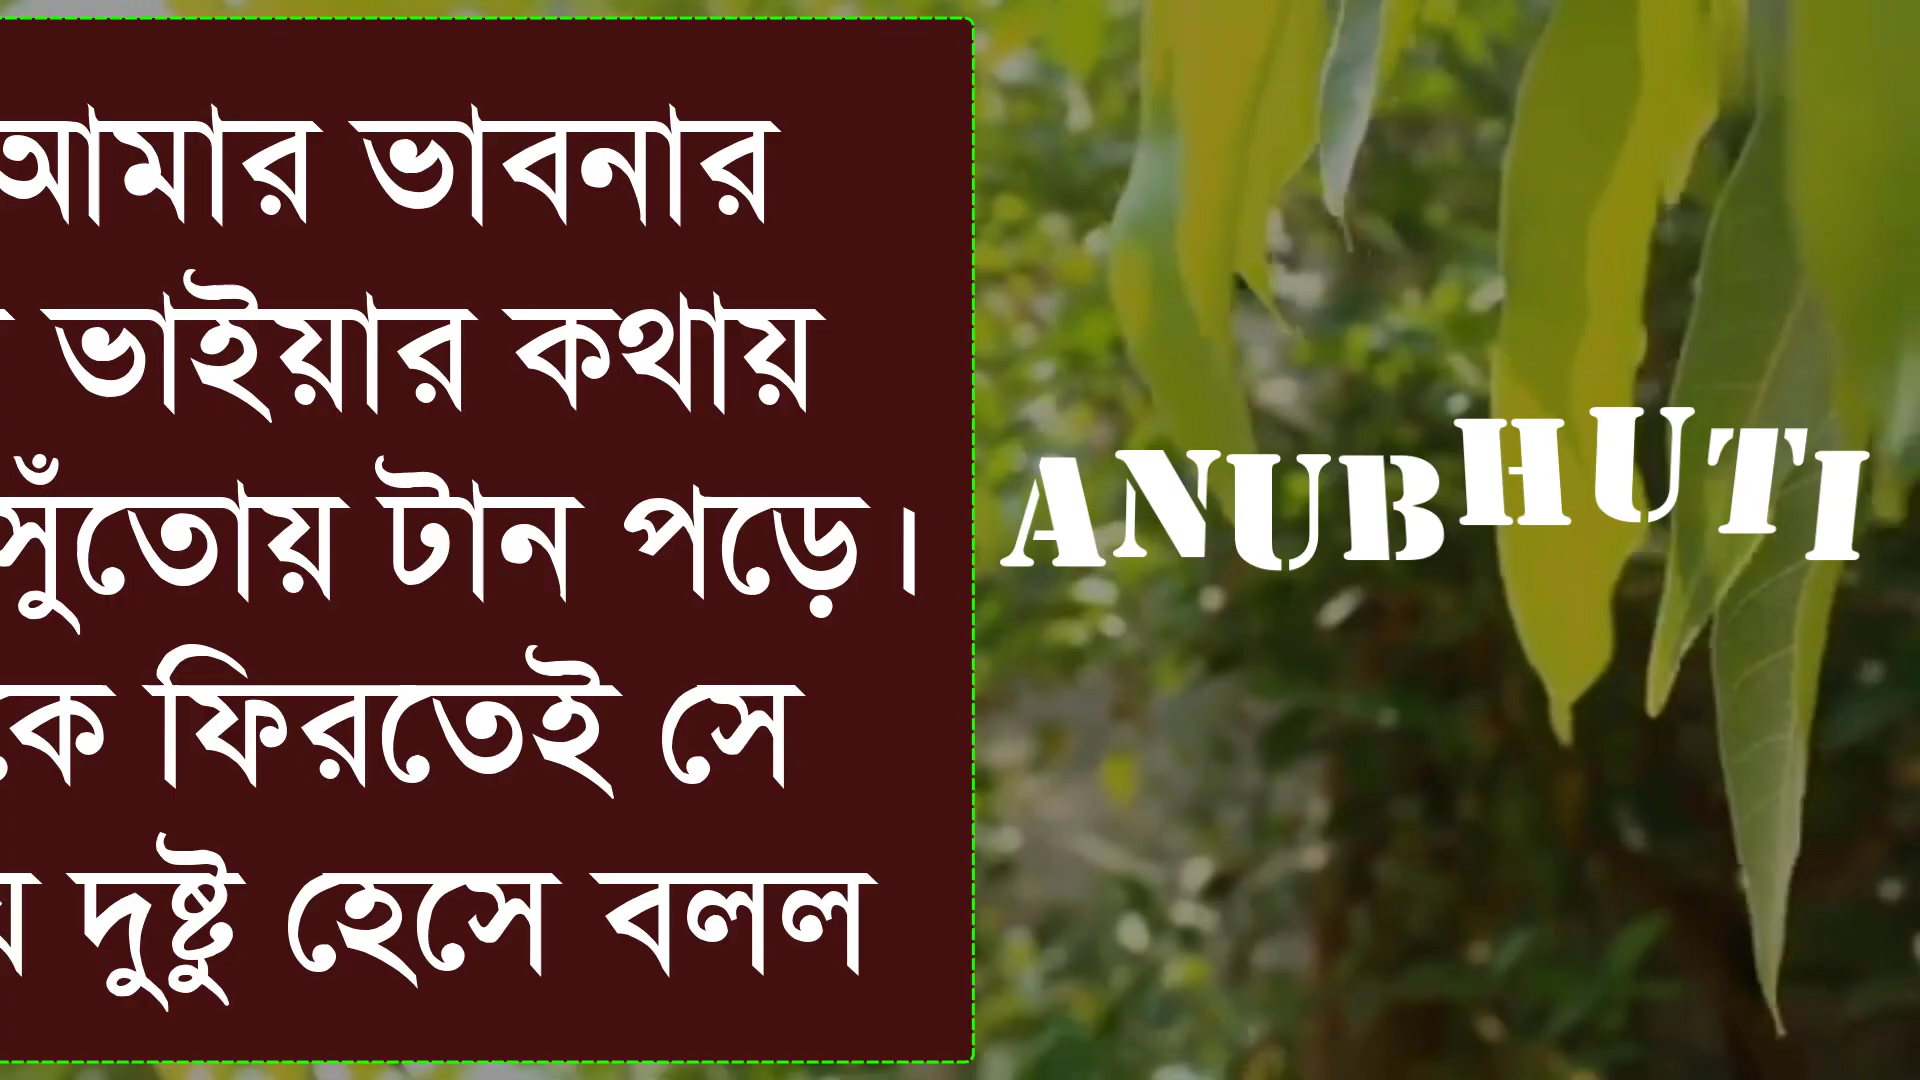 আমার ভাবনার
ভাইয়ার কথায়
সুঁতোয় টান পড়ে।
ফিরতেই সে
দুষ্টু হেসে বলল
ANUBHUTI